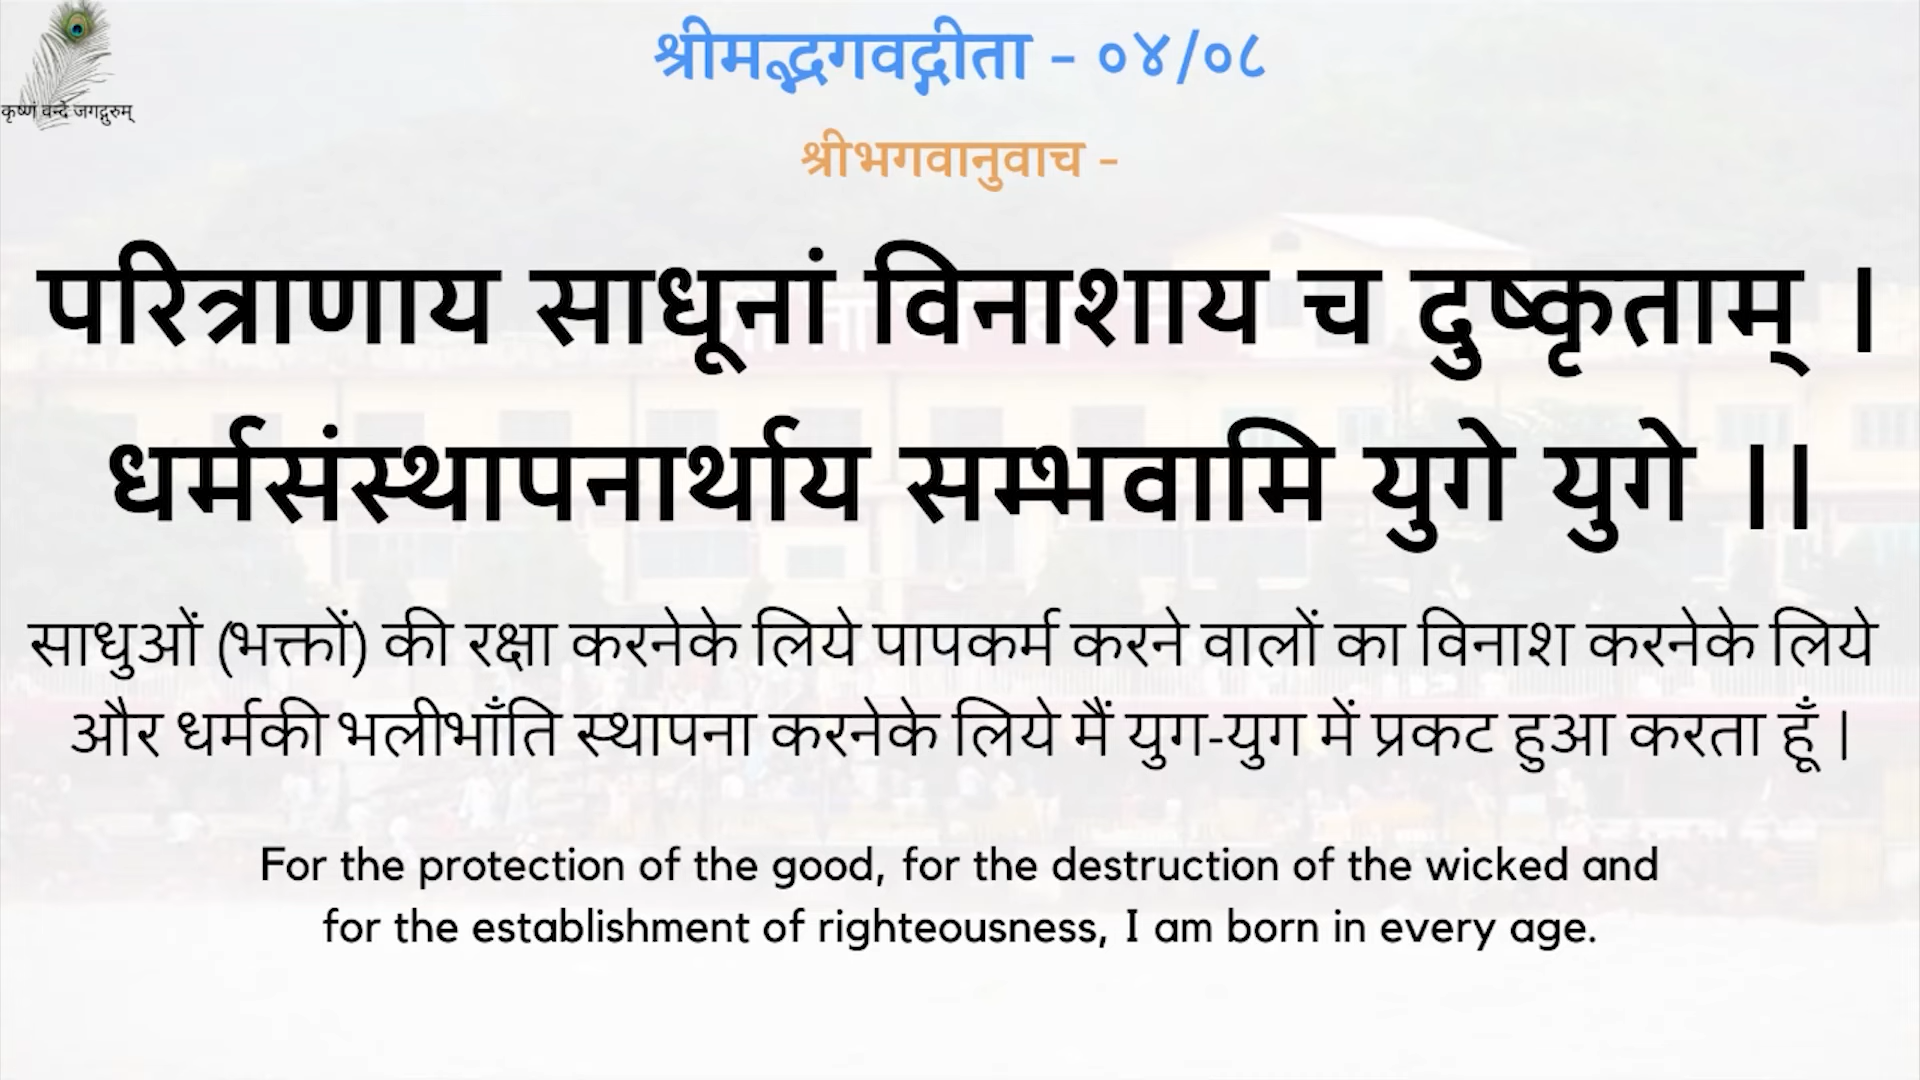 श्रीमद्भगवद्गीता - ०४/०८
कृष्णं वन्दे जगद्गुरुम्
श्रीभगवानुवाच -
परित्राणाय साधूनां विनाशाय च दुष्कृताम् ।
धर्मसंस्थापनार्थाय सम्भवामि युगे युगे ।।
साधुओं (भक्तों) की रक्षा करनेके लिये पापकर्म करने वालों का विनाश करनेके लिये
और धर्मकी भलीभाँति स्थापना करनेके लिये मैं युग-युग में प्रकट हुआ करता हूँ |
For the protection of the good, for the destruction of the wicked and
for the establishment of righteousness, I am born in every age.